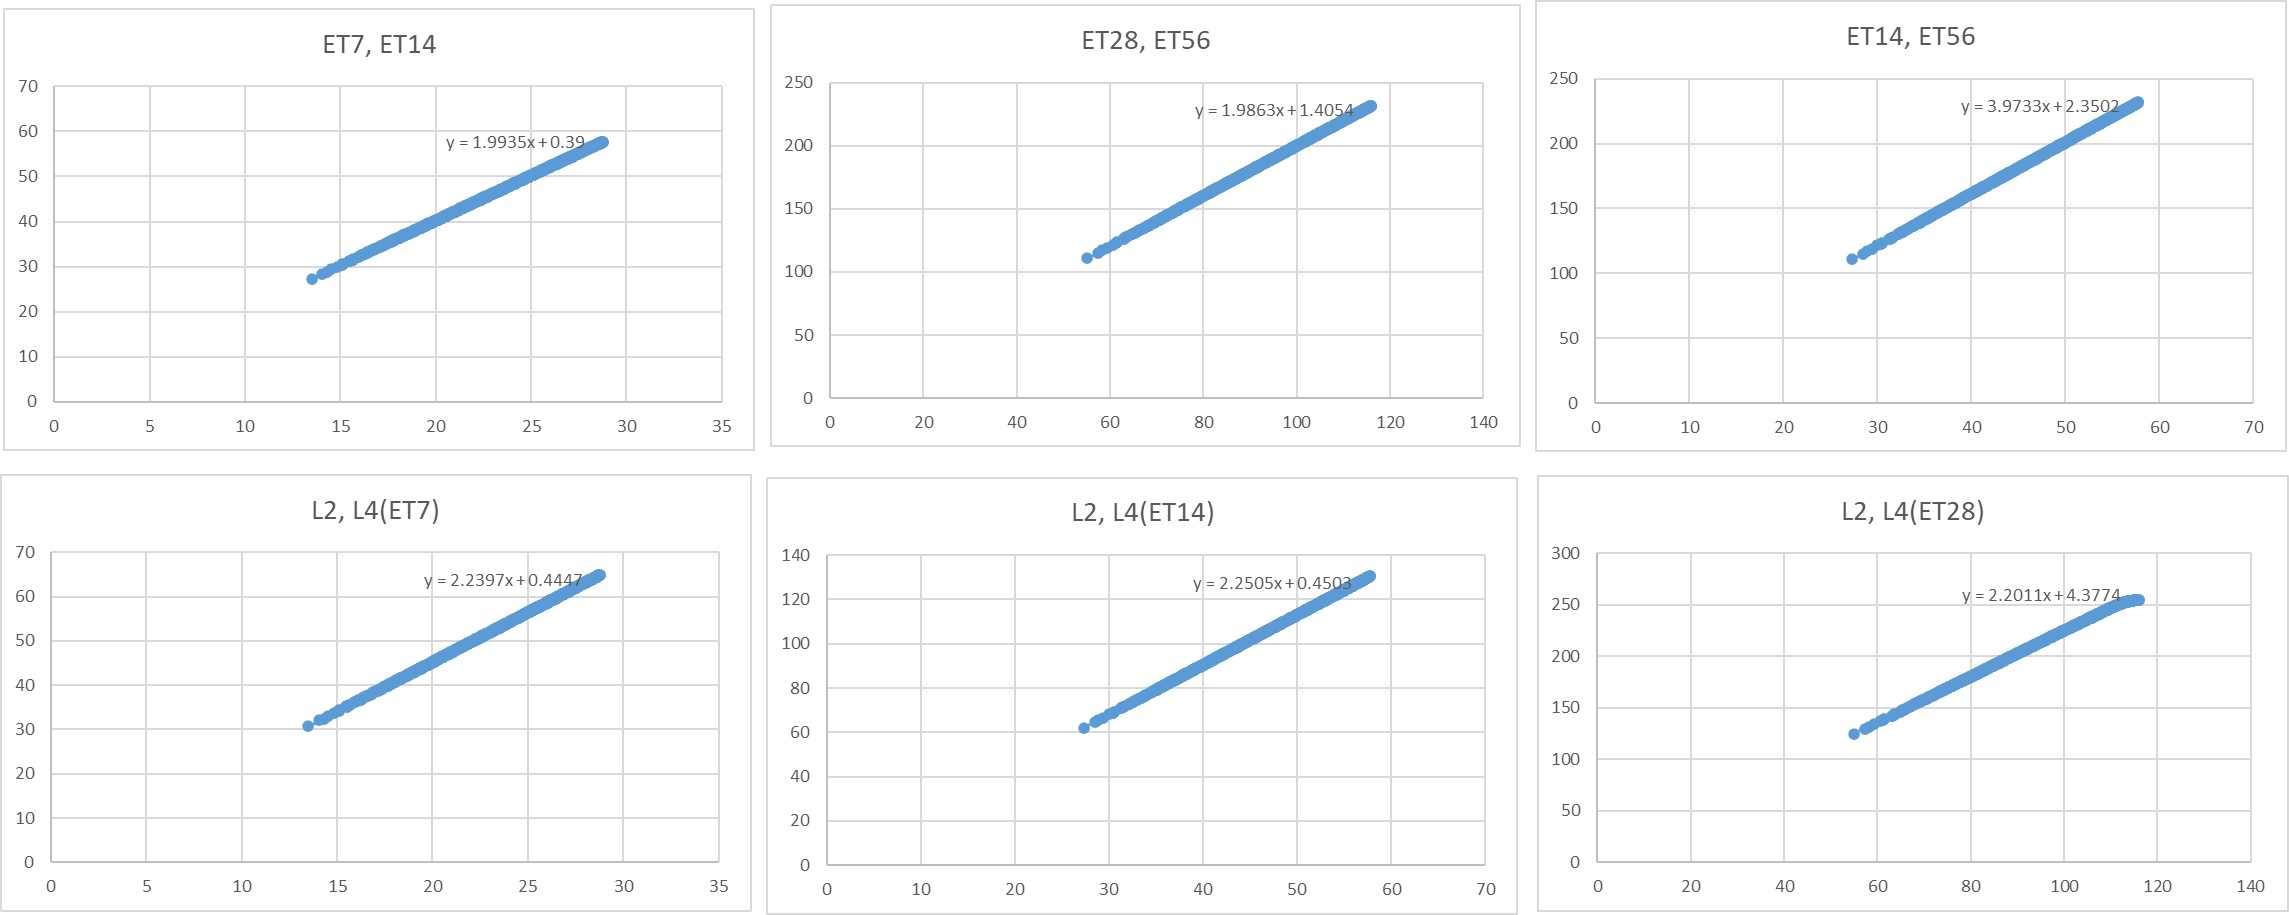 ET7, ET14
70
60
50
40
30
20
10
0
y = 1.9935x + 0.39
0 5 10 15 20 25 30 35
ET28, ET56
250
200
150
100
50
0
y = 1.9863x + 1.4054
0 20 40 60 80 100 120 140
ET14, ET56
250
200
150
100
50
0
y = 3.9733x + 2.3502
0 10 20 30 40 50 60 70
L2, L4(ET7)
70
60
50
40
30
20
10
0
y = 2.2397x + 0.4447
0 5 10 15 20 25 30 35
L2, L4(ET14)
140
120
100
80
60
40
20
0
y = 2.2505x + 0.4503
0 10 20 30 40 50 60 70
L2, L4(ET28)
300
250
200
150
100
50
0
y = 2.2011x + 4.3774
0 20 40 60 80 100 120 140